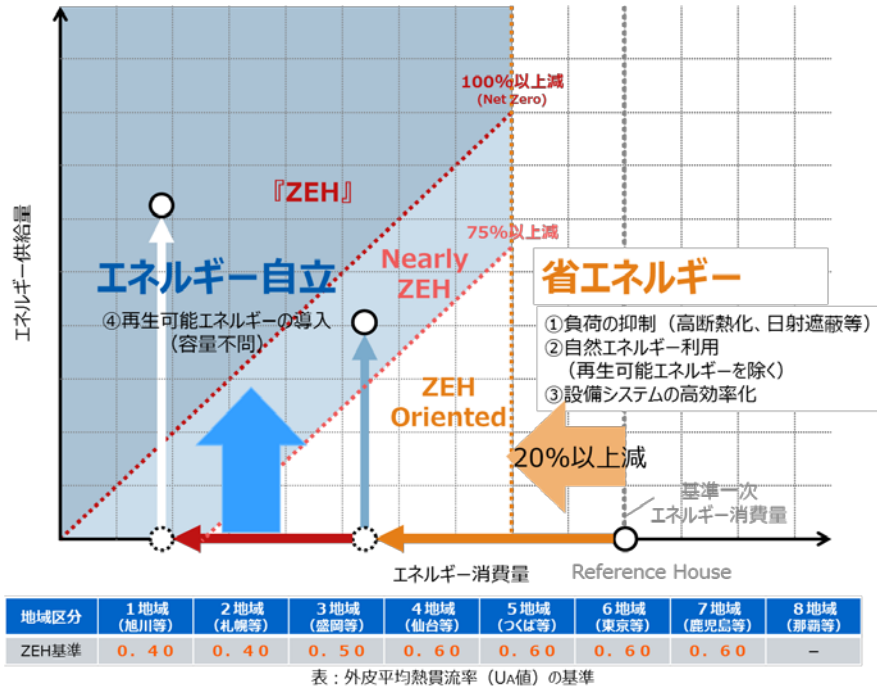 100%以上減
(Net Zero)
『ZEH』
75%以上減
Nearly
ZEH
エネルギー供給量
エネルギー自立
④再生可能エネルギーの導入
（容量不問）
省エネルギー
①負荷の抑制（高断熱化、日射遮蔽等）
②自然エネルギー利用
（再生可能エネルギーを除く）
③設備システムの高効率化
ZEH
Oriented
20%以上減
基準一次
エネルギー消費量
エネルギー消費量
Reference House
地域区分 1地域（旭川等） 2地域（札幌等） 3地域（盛岡等） 4地域（仙台等） 5地域（つくば等） 6地域（東京等） 7地域（鹿児島等） 8地域（那覇等）
ZEH基準 0．40 0．40 0．50 0．60 0．60 0．60 0．60 －
表：外皮平均熱貫流率（UA値）の基準